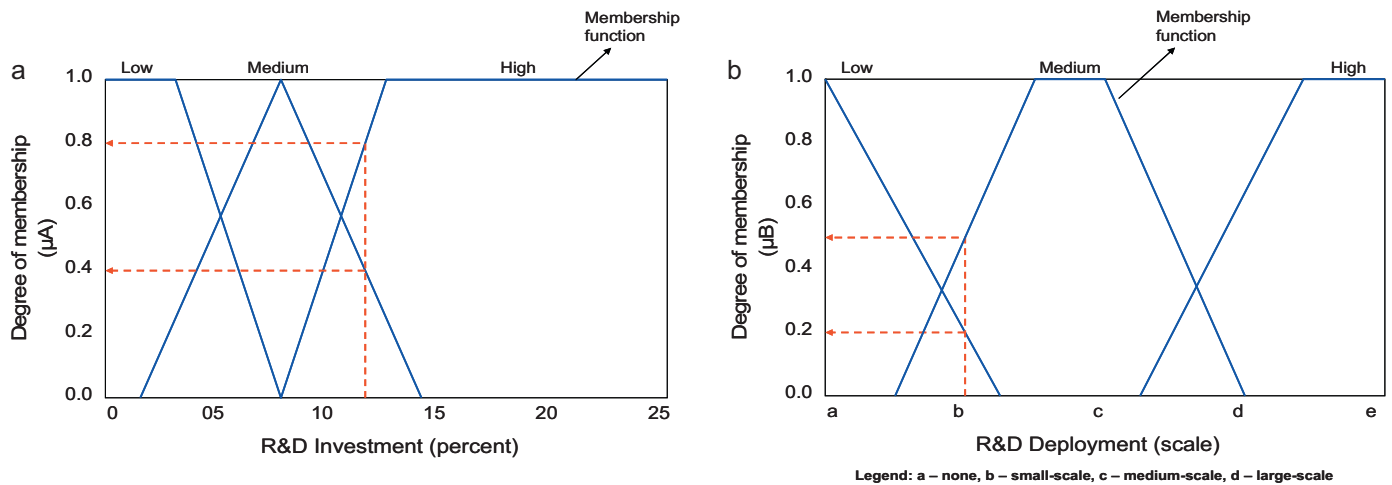 Membership
function
a
Low
Medium
High
1.0
0.8
0.6
0.4
0.2
0.0
Degree of membership
(µA)
0
05
10
15
20
25
R&D Investment (percent)
Membership
function
b
Low
Medium
High
1.0
0.8
0.6
0.4
0.2
0.0
Degree of membership
(µB)
a
b
c
d
e
R&D Deployment (scale)
Legend: a – none, b – small-scale, c – medium-scale, d – large-scale